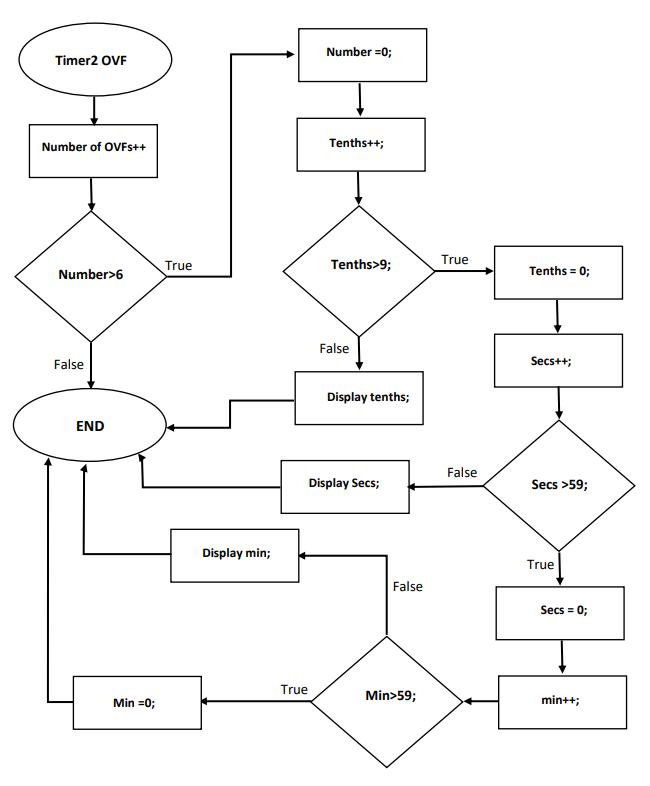 Timer2 OVF
Number of OVFs++
Number>6
True
False
END
Number =0;
Tenths++;
Tenths>9;
True
False
Display tenths;
Tenths = 0;
Secs++;
Secs >59;
False
Display Secs;
True
Secs = 0;
min++;
Min>59;
False
Display min;
True
Min =0;